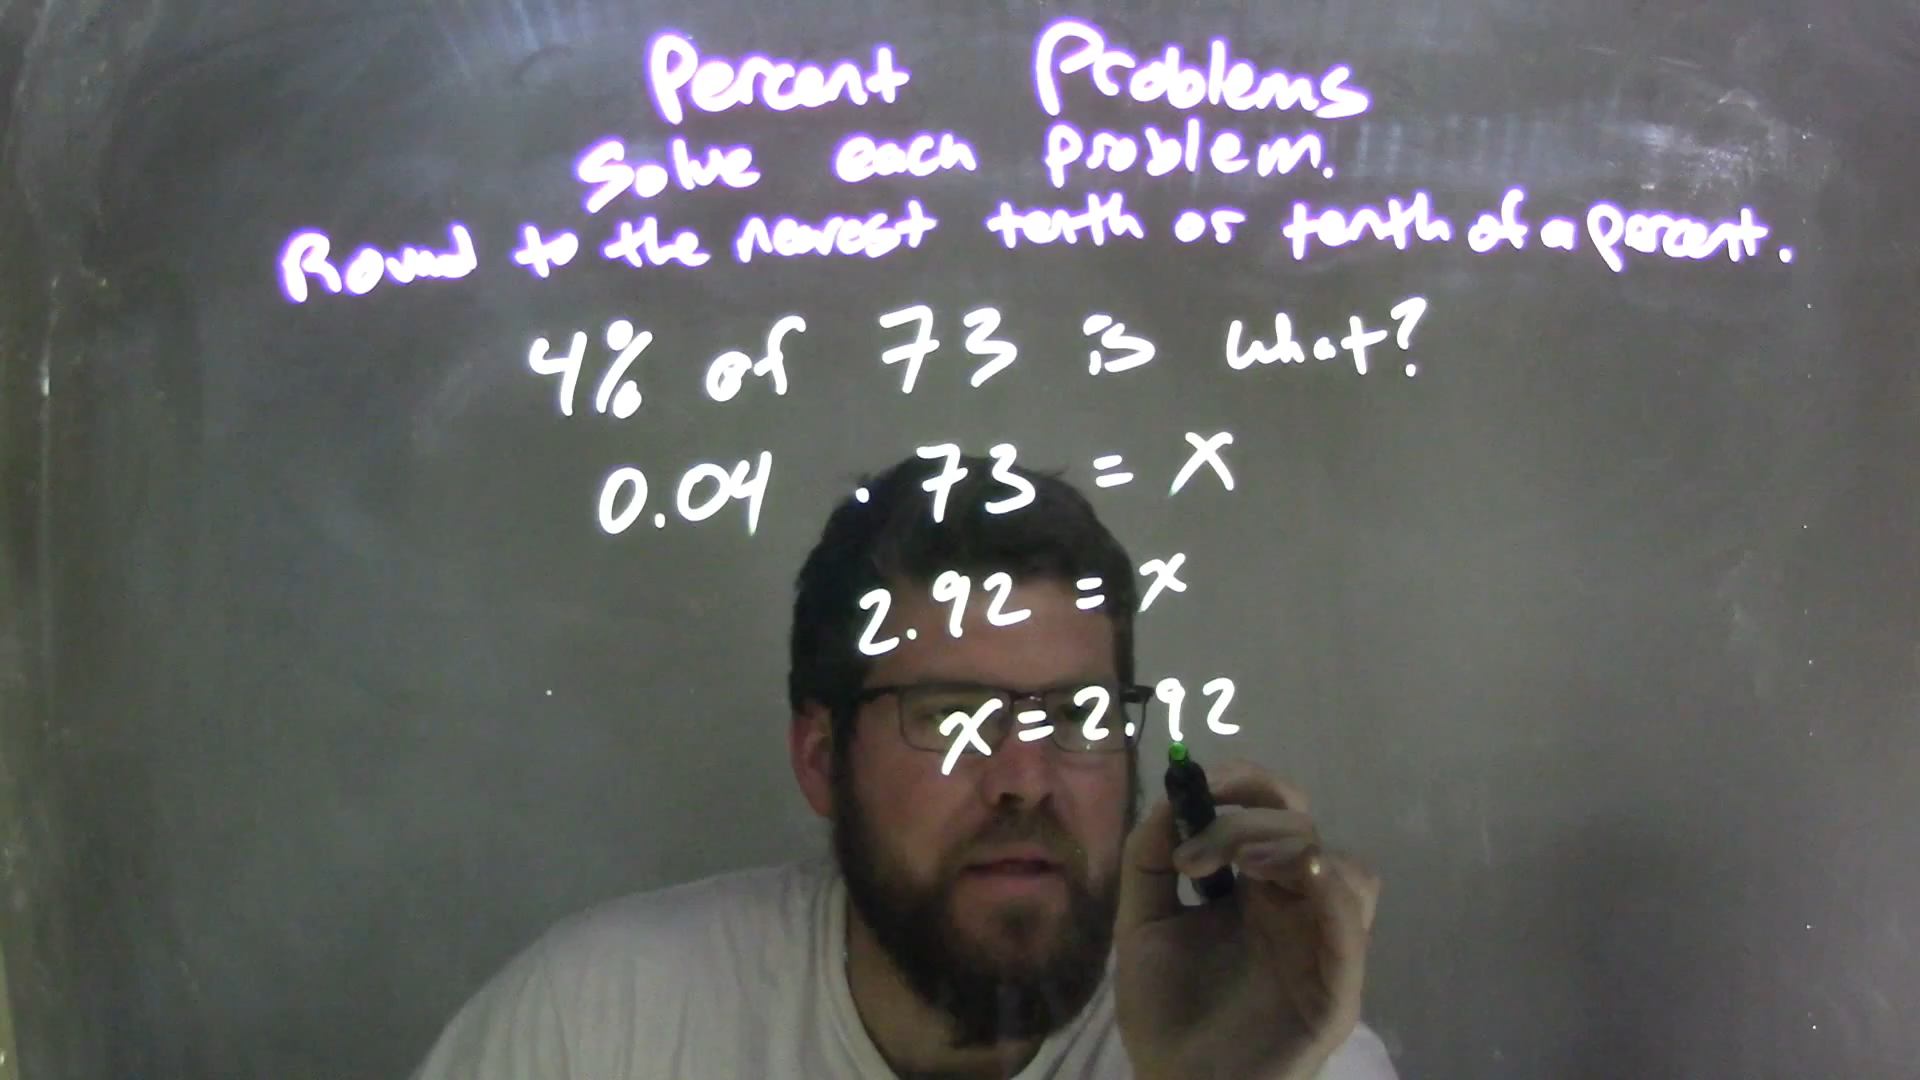 Percent Problems
Solve each problem.
Round to the nearest tenth or tenth of a percent.
4% of 73 is what?
0.04 · 73 = x
2.92 = x
x = 2.92